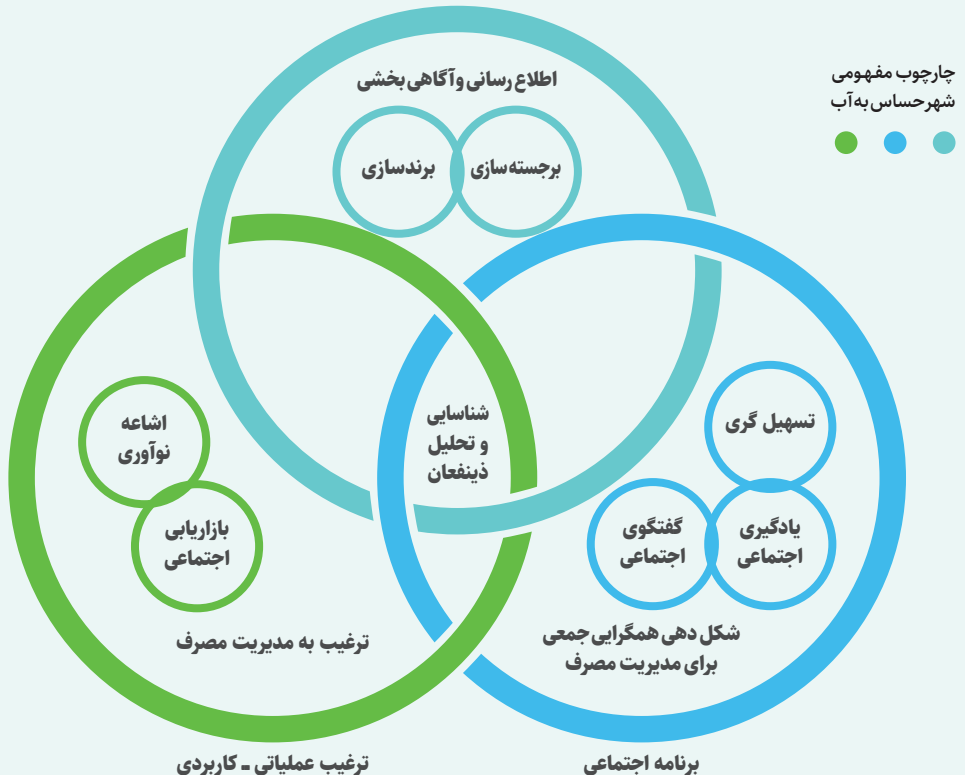 چارچوب مفهومی
شهر حساس به آب
اطلاع رسانی و آگاهی بخشی
برجسته‌سازی
برندسازی
تسهیل گری
یادگیری
اجتماعی
گفتگوی
اجتماعی
شکل دهی همگرایی جمعی
برای مدیریت مصرف
شناسایی
و تحلیل
ذینفعان
اشاعه
نوآوری
بازاریابی
اجتماعی
ترغیب به مدیریت مصرف
برنامه اجتماعی
ترغیب عملیاتی - کاربردی